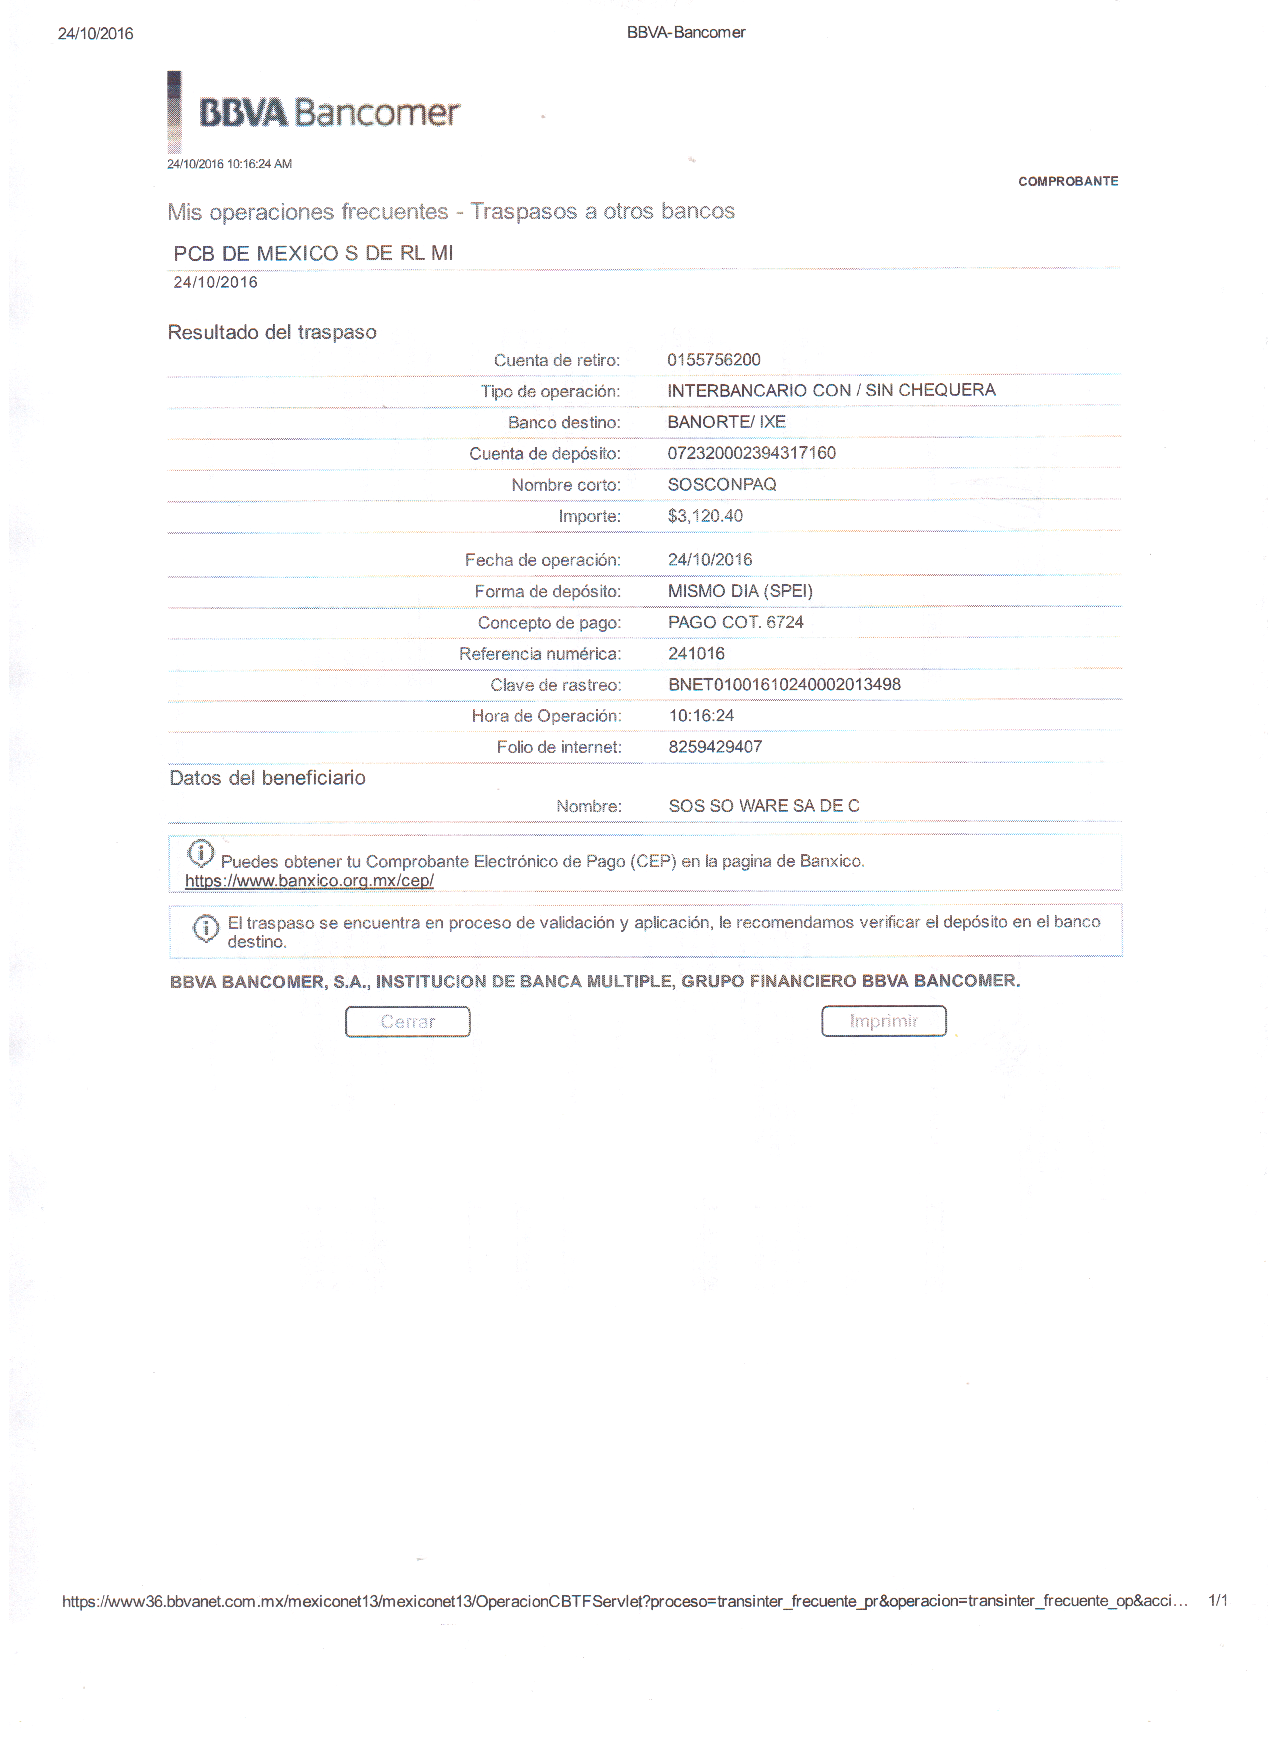 24/10/2016 BBVA-Bancomer
BBVA Bancomer
24/10/2016 10:16:24 AM
COMPROBANTE
Mis operaciones frecuentes - Traspasos a otros bancos
PCB DE MEXICO S DE RL MI
24/10/2016
Resultado del traspaso
Cuenta de retiro: 0155756200
Tipo de operación: INTERBANCARIO CON / SIN CHEQUERA
Banco destino: BANORTE/ IXE
Cuenta de depósito: 072320002394317160
Nombre corto: SOSCONPAQ
Importe: $3,120.40
Fecha de operación: 24/10/2016
Forma de depósito: MISMO DIA (SPEI)
Concepto de pago: PAGO COT. 6724
Referencia numérica: 241016
Clave de rastreo: BNET01001610240002013498
Hora de Operación: 10:16:24
Folio de internet: 8259429407
Datos del beneficiario
Nombre: SOS SO WARE SA DE C
Puedes obtener tu Comprobante Electrónico de Pago (CEP) en la pagina de Banxico.
https://www.banxico.org.mx/cep/
El traspaso se encuentra en proceso de validación y aplicación, le recomendamos verificar el depósito en el banco
destino.
BBVA BANCOMER, S.A., INSTITUCION DE BANCA MULTIPLE, GRUPO FINANCIERO BBVA BANCOMER.
Cerrar Imprimir
https://www36.bbvanet.com.mx/mexiconet13/mexiconet13/OperacionCBTFServlet?proceso=transinter_frecuente_pr&operacion=transinter_frecuente_op&acci... 1/1